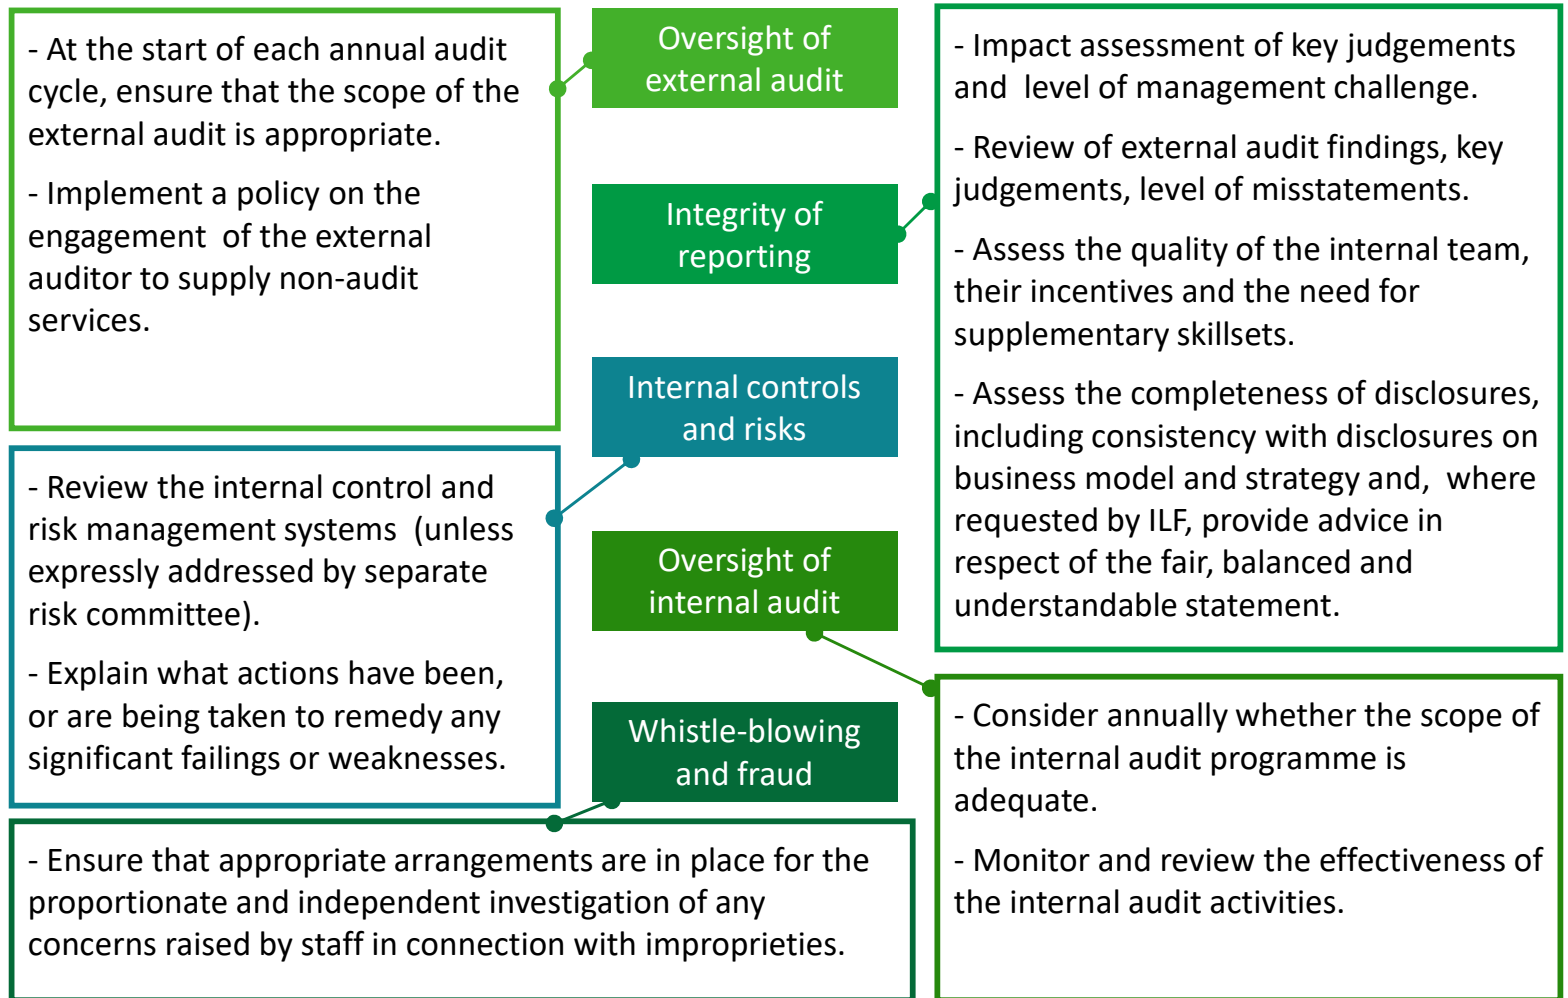 Oversight of
external audit
- At the start of each annual audit
cycle, ensure that the scope of the
external audit is appropriate.
- Implement a policy on the
engagement  of the external
auditor to supply non-audit
services.
Integrity of
reporting
- Impact assessment of key judgements
and  level of management challenge.
- Review of external audit findings, key
judgements, level of misstatements.
- Assess the quality of the internal team,
their incentives and the need for
supplementary skillsets.
- Assess the completeness of disclosures,
including consistency with disclosures on
business model and strategy and,  where
requested by ILF, provide advice in
respect of the fair, balanced and
understandable statement.
Internal controls
and risks
- Review the internal control and
risk management systems  (unless
expressly addressed by separate
risk committee).
- Explain what actions have been,
or are being taken to remedy any
significant failings or weaknesses.
Oversight of
internal audit
- Consider annually whether the scope of
the internal audit programme is
adequate.
- Monitor and review the effectiveness of
the internal audit activities.
Whistle-blowing
and fraud
- Ensure that appropriate arrangements are in place for the
proportionate and independent investigation of any
concerns raised by staff in connection with improprieties.